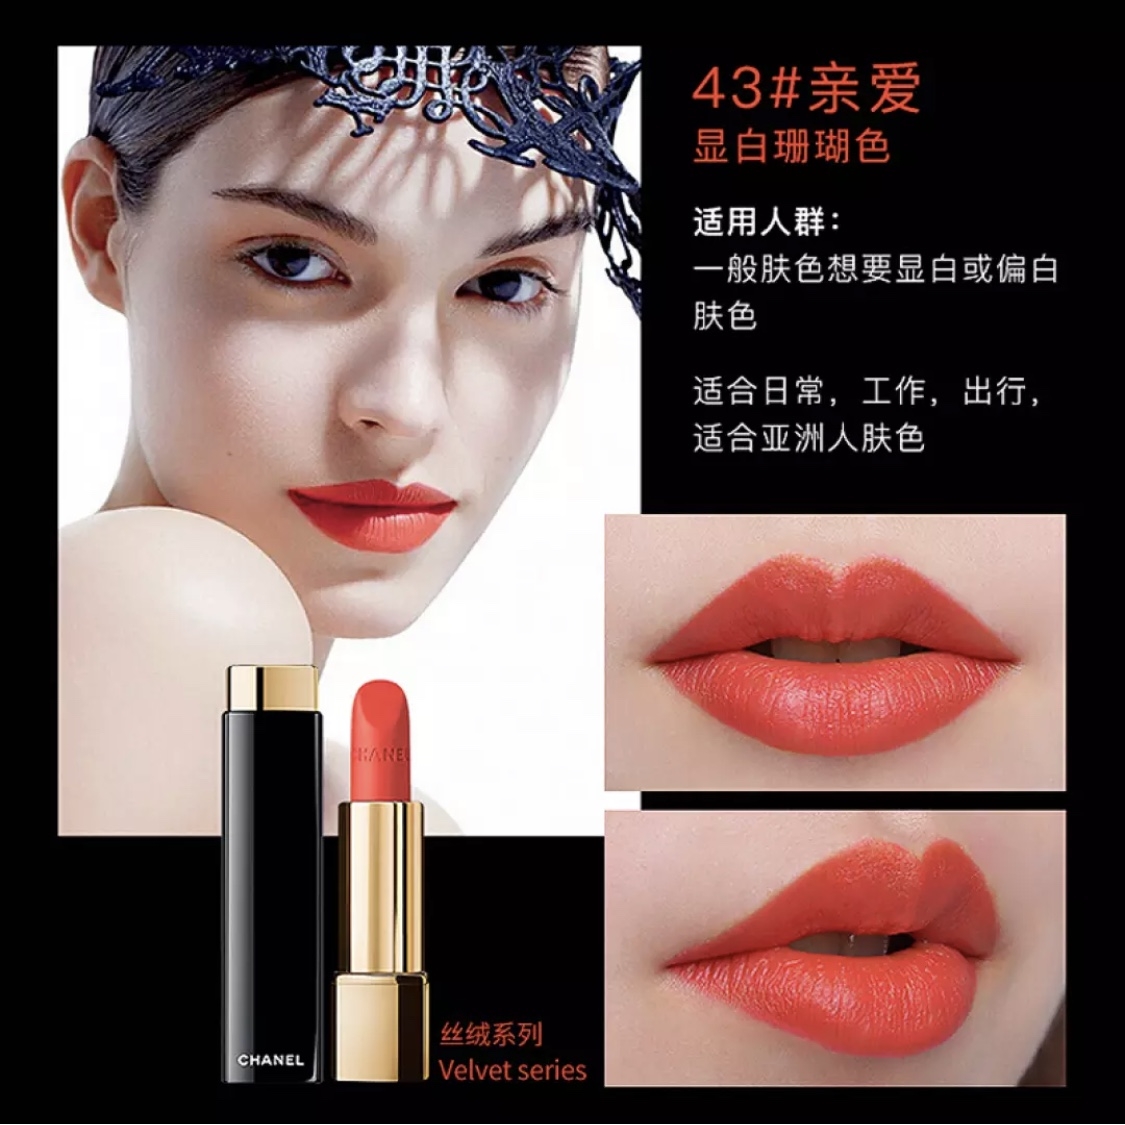 43#亲爱
显白珊瑚色
适用人群：
一般肤色想要显白或偏白
肤色
适合日常，工作，出行，
适合亚洲人肤色
CHANEL
CHANEL
丝绒系列
Velvet series